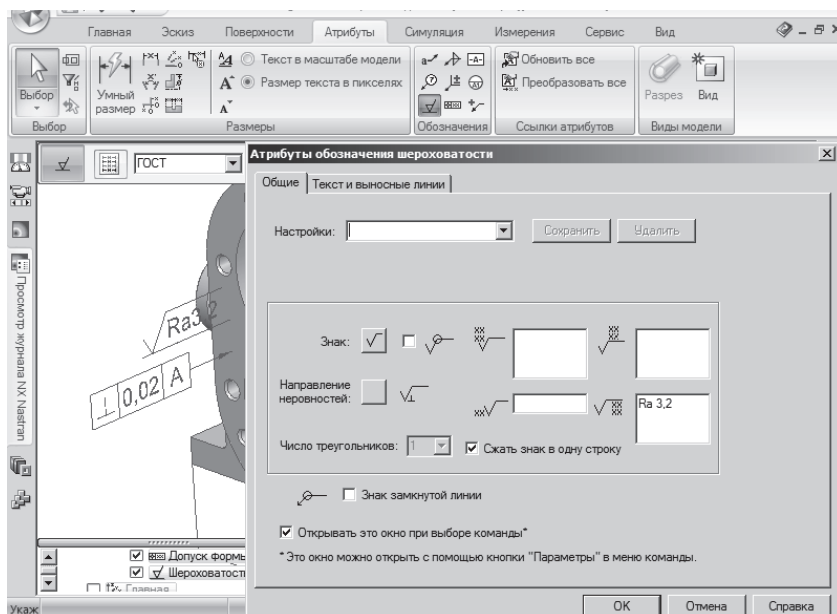 Главная Эскиз Поверхности Атрибуты Симуляция Измерения Сервис Вид
Выбор
Умный размер
Текст в масштабе модели
Размер текста в пикселях
Обновить все
Преобразовать все
Разрез Вид
Выбор Размеры Обозначения Ссылки атрибутов Виды модели
ГОСТ
Атрибуты обозначения шероховатости
Общие Текст и выносные линии
Настройки: Сохранить Удалить
Просмотр журнала NX Nastran
Ra3,2
⊥ 0,02 A
Знак:
Направление
неровностей:
Ra 3,2
Число треугольников: 1 Сжать знак в одну строку
Знак замкнутой линии
Открывать это окно при выборе команды*
*Это окно можно открыть с помощью кнопки "Параметры" в меню команды.
Допуск формы
Шероховатость
Главная
Укаж
OK Отмена Справка